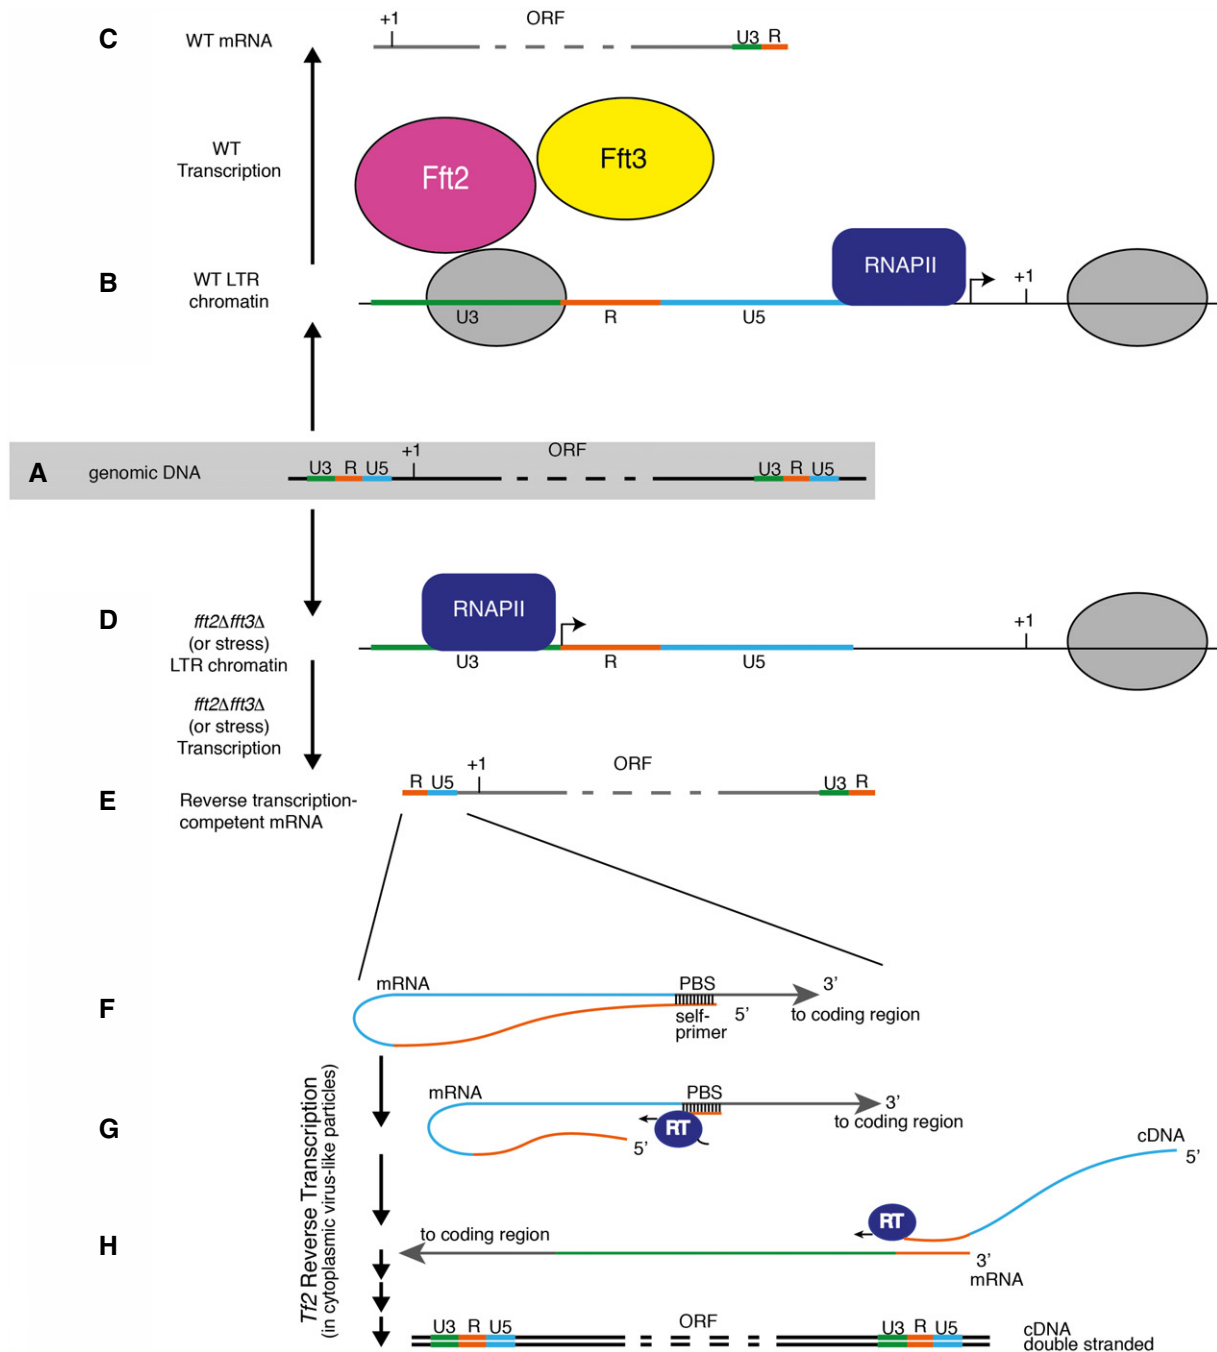 C
WT mRNA
+1
ORF
U3 R
WT
Transcription
Fft2
Fft3
B
WT LTR
chromatin
RNAPII
+1
U3
R
U5
A
genomic DNA
U3 R U5
+1
ORF
U3 R U5
D
fft2Δfft3Δ
(or stress)
LTR chromatin
RNAPII
+1
U3
R
U5
fft2Δfft3Δ
(or stress)
Transcription
E
Reverse transcription-
competent mRNA
R U5
+1
ORF
U3 R
F
mRNA
PBS
3’
self-
primer
5’
to coding region
Tf2 Reverse Transcription
(in cytoplasmic virus-like particles)
G
mRNA
PBS
3’
RT
to coding region
5’
cDNA
5’
H
to coding region
RT
3’
mRNA
U3 R U5
ORF
U3 R U5
cDNA
double stranded